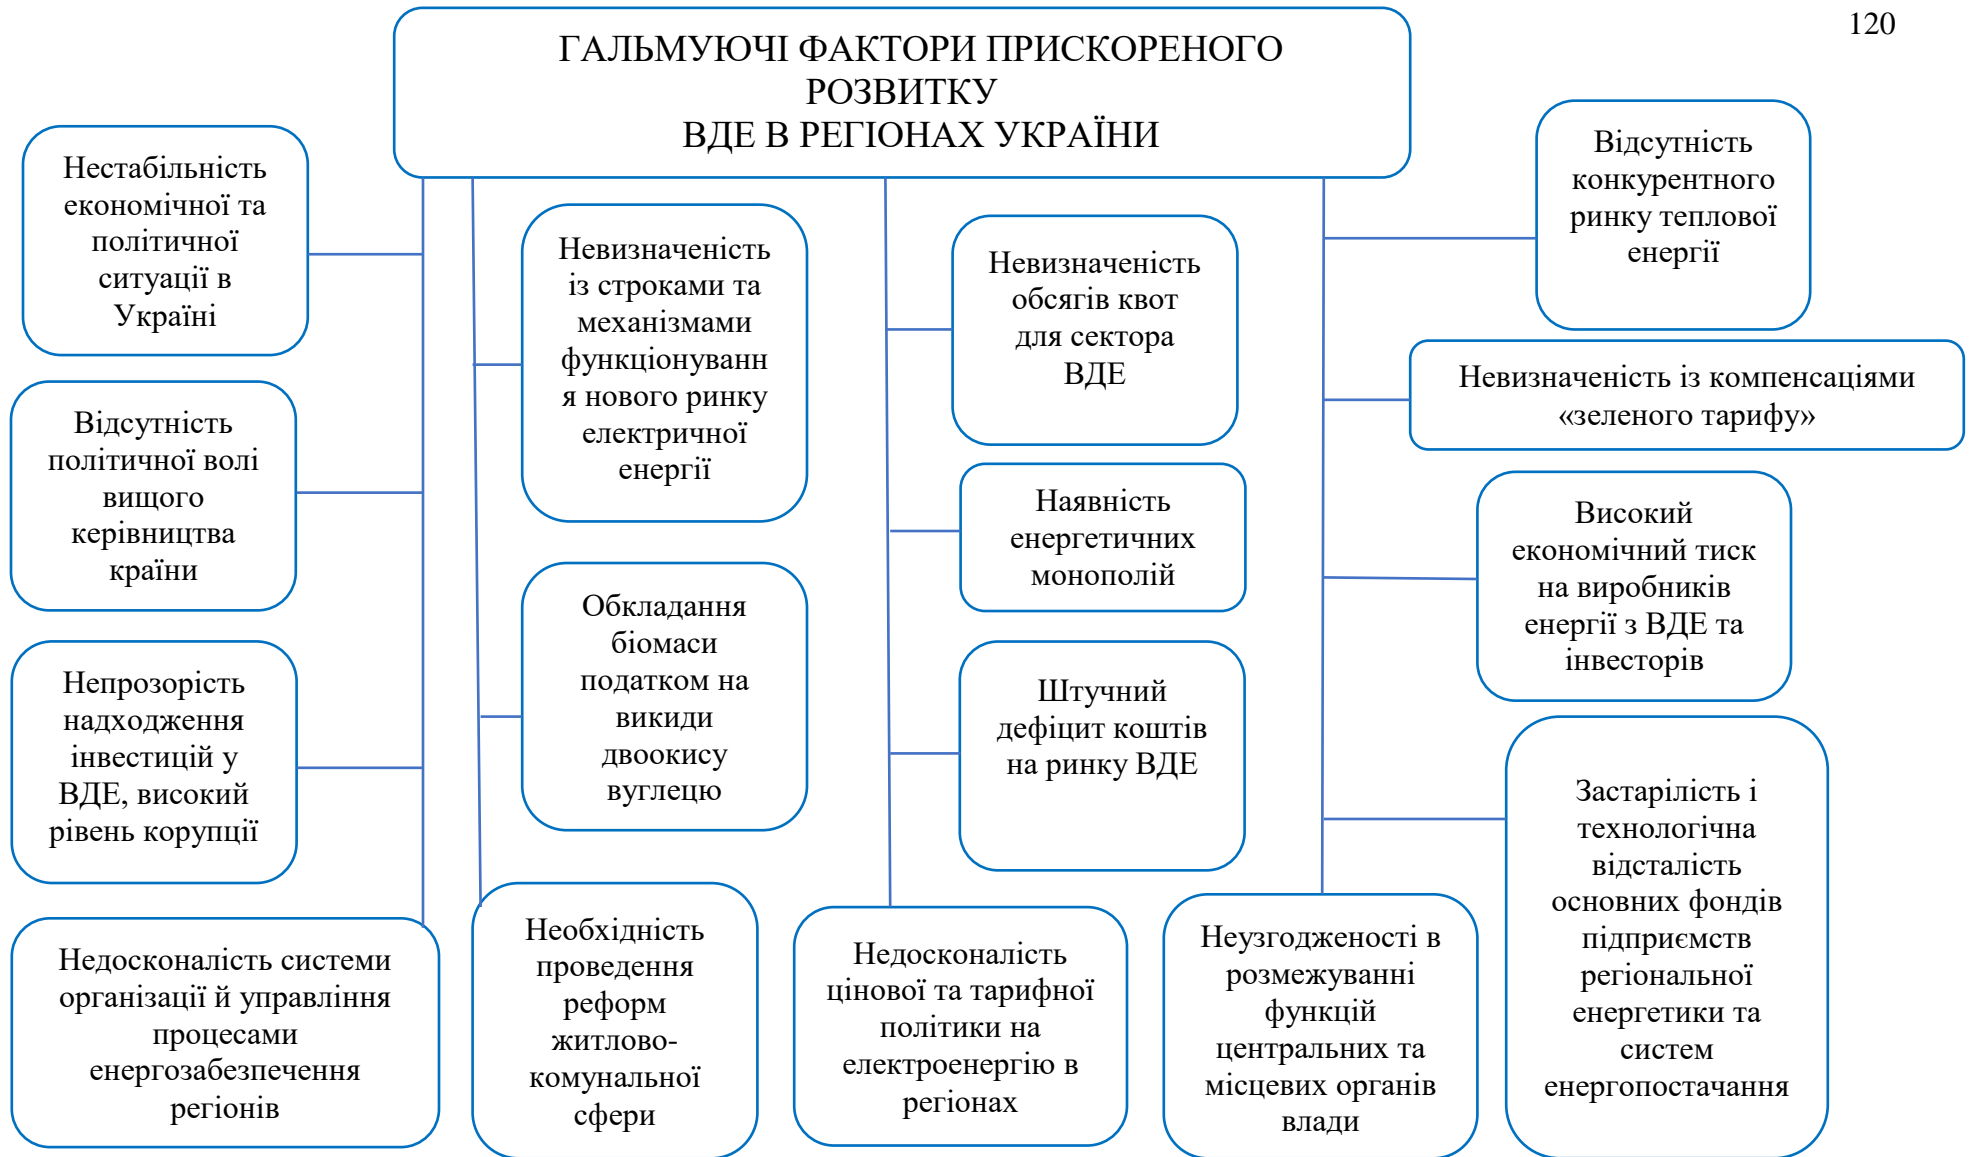 120
ГАЛЬМУЮЧІ ФАКТОРИ ПРИСКОРЕНОГО
РОЗВИТКУ
ВДЕ В РЕГІОНАХ УКРАЇНИ
Нестабільність
економічної та
політичної
ситуації в
Україні
Відсутність
політичної волі
вищого
керівництва
країни
Непрозорість
надходження
інвестицій у
ВДЕ, високий
рівень корупції
Недосконалість системи
організації й управління
процесами
енергозабезпечення
регіонів
Невизначеність
із строками та
механізмами
функціонуванн
я нового ринку
електричної
енергії
Обкладання
біомаси
податком на
викиди
двоокису
вуглецю
Необхідність
проведення
реформ
житлово-
комунальної
сфери
Невизначеність
обсягів квот
для сектора
ВДЕ
Наявність
енергетичних
монополій
Штучний
дефіцит коштів
на ринку ВДЕ
Недосконалість
цінової та тарифної
політики на
електроенергію в
регіонах
Відсутність
конкурентного
ринку теплової
енергії
Невизначеність із компенсаціями
«зеленого тарифу»
Високий
економічний тиск
на виробників
енергії з ВДЕ та
інвесторів
Застарілість і
технологічна
відсталість
основних фондів
підприємств
регіональної
енергетики та
систем
енергопостачання
Неузгодженості в
розмежуванні
функцій
центральних та
місцевих органів
влади